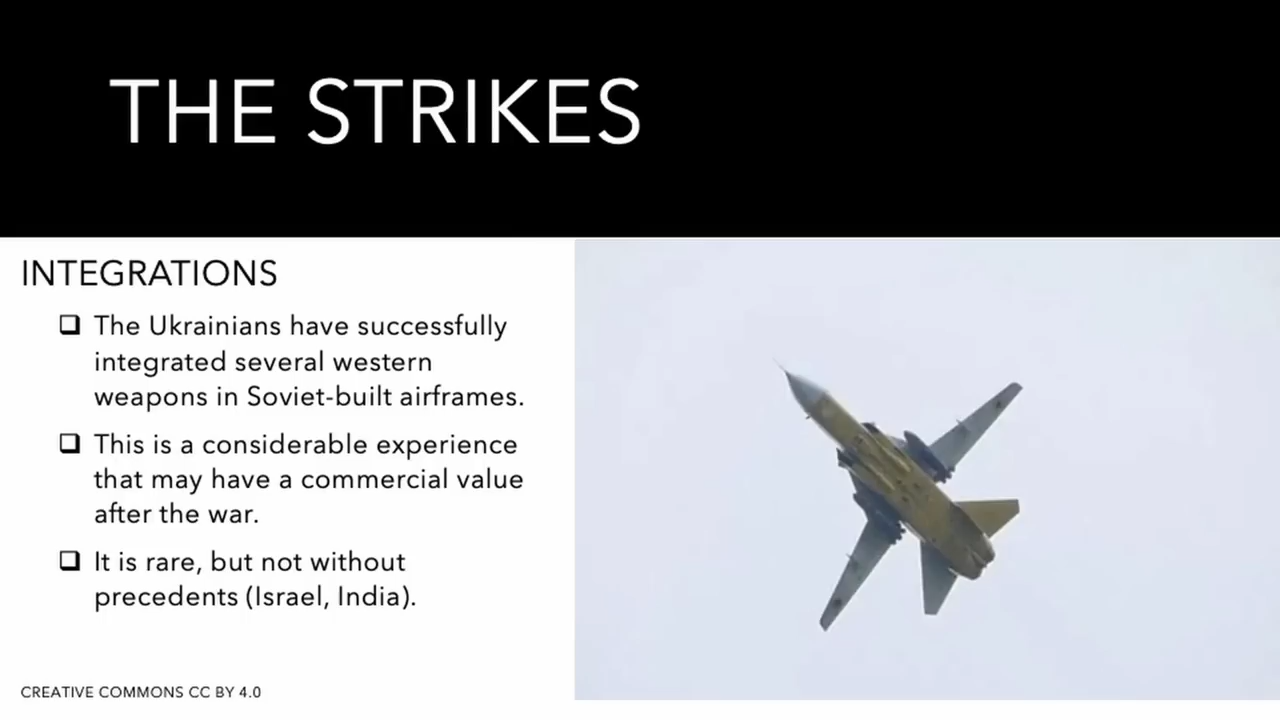 THE STRIKES
INTEGRATIONS
The Ukrainians have successfully
integrated several western
weapons in Soviet-built airframes.
This is a considerable experience
that may have a commercial value
after the war.
It is rare, but not without
precedents (Israel, India).
CREATIVE COMMONS CC BY 4.0